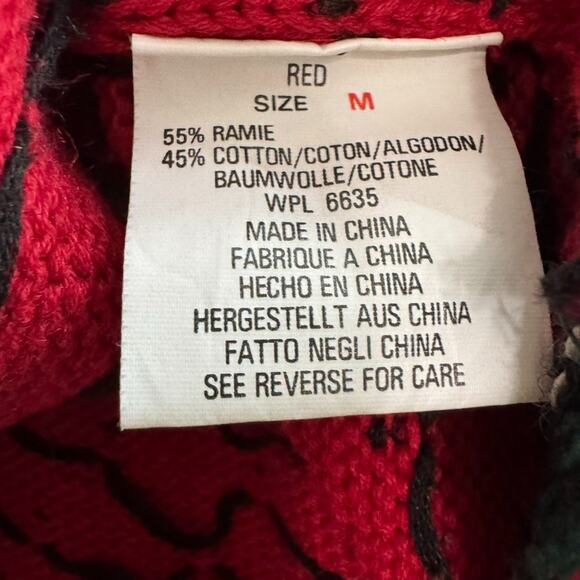 RED
SIZE M
55% RAMIE
45% COTTON/COTON/ALGODON/
BAUMWOLLE/COTONE
WPL 6635
MADE IN CHINA
FABRIQUE A CHINA
HECHO EN CHINA
HERGESTELLT AUS CHINA
FATTO NEGLI CHINA
SEE REVERSE FOR CARE